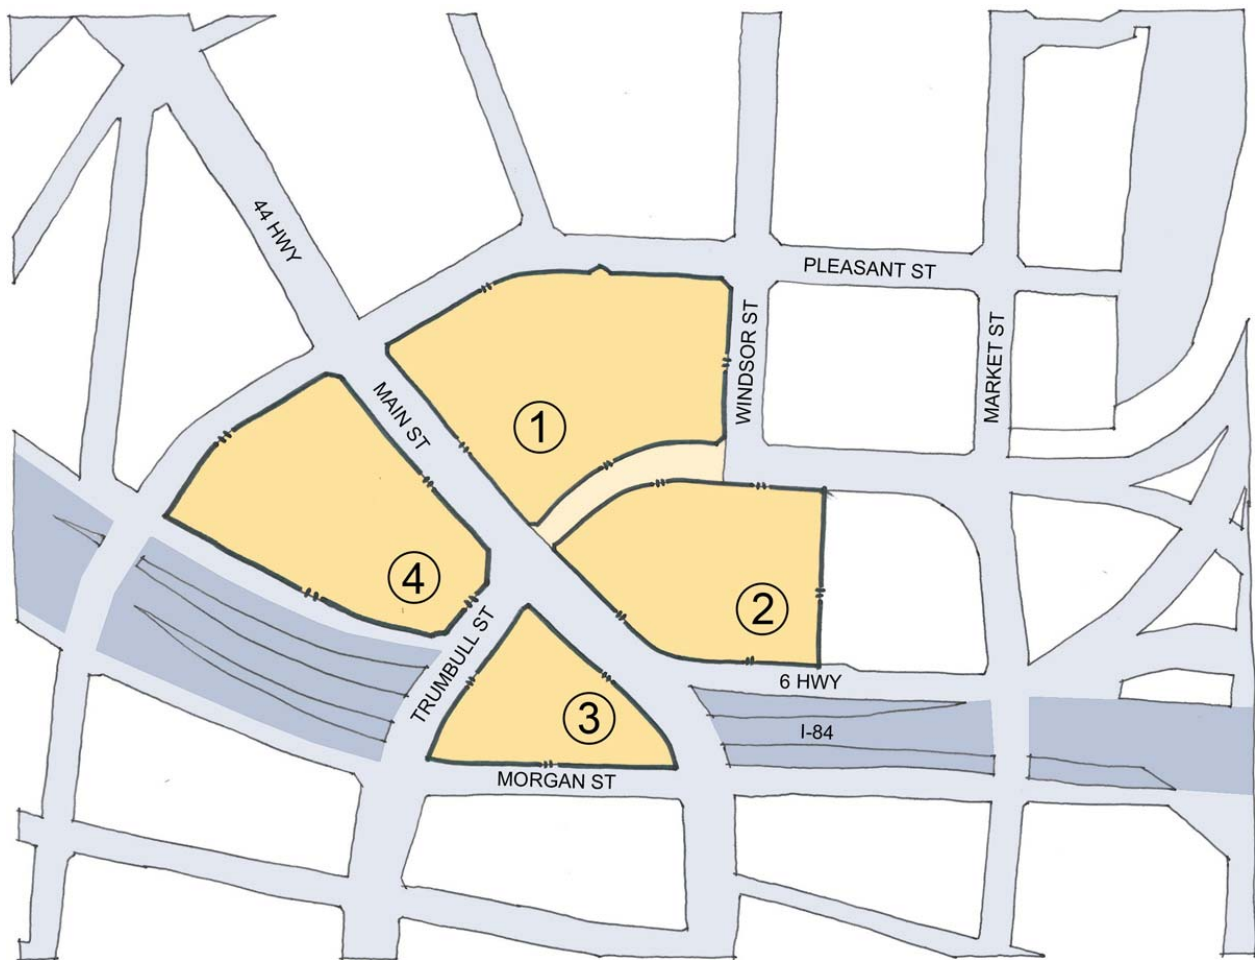 44 HWY
PLEASANT ST
WINDSOR ST
MARKET ST
MAIN ST
1
4
2
TRUMBULL ST
3
6 HWY
I-84
MORGAN ST